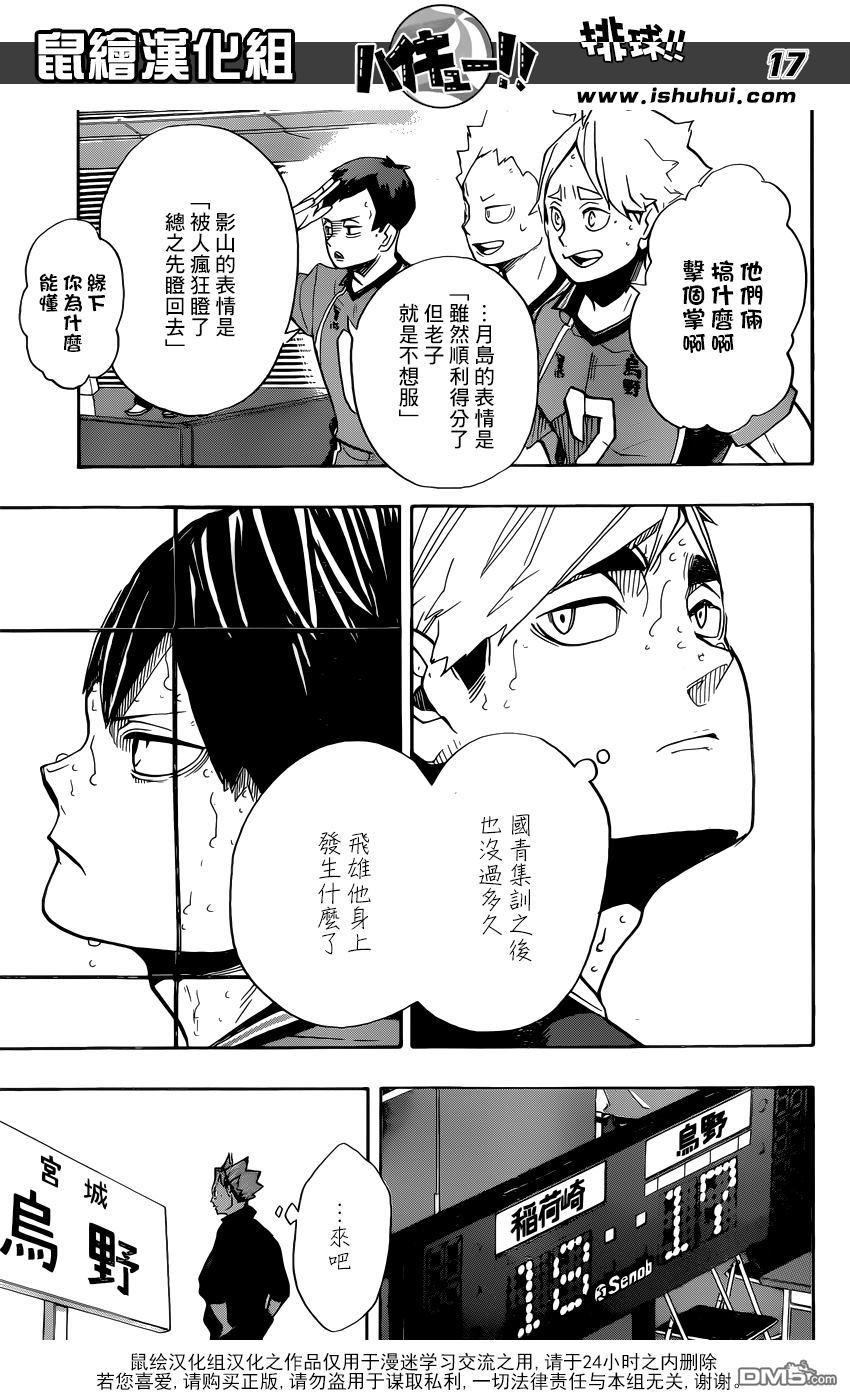 鼠繪漢化組
ハイキュー!!
排球!!
17
www.ishuhui.com
他們倆
搞什麼啊
擊個掌啊
…月島的表情是
「雖然順利得分了
但老子
就是不想服」
影山的表情是
「被人瘋狂瞪了
總之先瞪回去」
緣下
你為什麼
能懂
烏野
國青集訓之後
也沒過多久
飛雄他身上
發生什麼了
烏野
稻荷崎
19
17
Senoh
…來吧
宮城
烏野
鼠绘汉化组汉化之作品仅用于漫迷学习交流之用,请于24小时之内删除
若您喜爱,请购买正版,请勿盗用于谋取私利,一切法律责任与本组无关,谢谢。
DM5.com